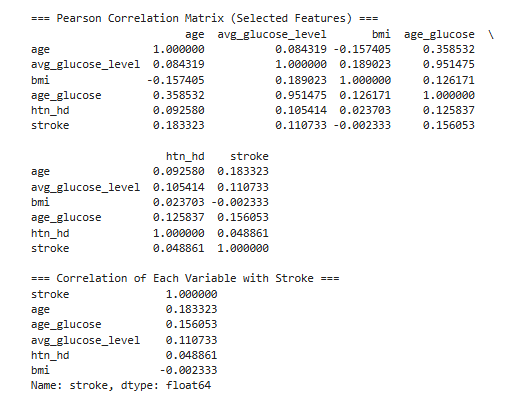 === Pearson Correlation Matrix (Selected Features) ===
                        age  avg_glucose_level       bmi  age_glucose  \
age                1.000000           0.084319 -0.157405     0.358532
avg_glucose_level  0.084319           1.000000  0.189023     0.951475
bmi               -0.157405           0.189023  1.000000     0.126171
age_glucose        0.358532           0.951475  0.126171     1.000000
htn_hd             0.092580           0.105414  0.023703     0.125837
stroke             0.183323           0.110733 -0.002333     0.156053

                     htn_hd    stroke
age                0.092580  0.183323
avg_glucose_level  0.105414  0.110733
bmi                0.023703 -0.002333
age_glucose        0.125837  0.156053
htn_hd             1.000000  0.048861
stroke             0.048861  1.000000

=== Correlation of Each Variable with Stroke ===
stroke               1.000000
age                  0.183323
age_glucose          0.156053
avg_glucose_level    0.110733
htn_hd               0.048861
bmi                 -0.002333
Name: stroke, dtype: float64